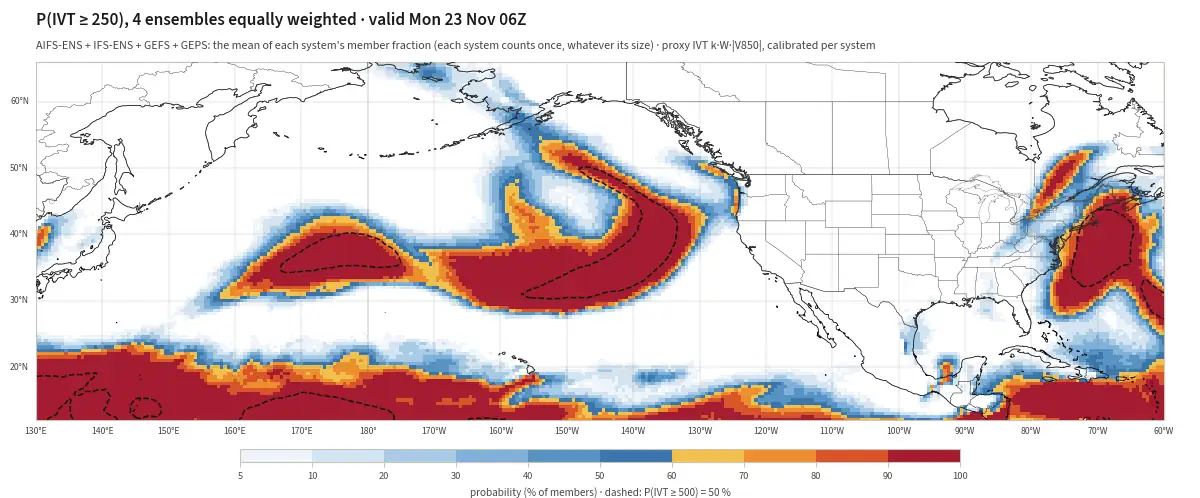 P(IVT ≥ 250), 4 ensembles equally weighted · valid Mon 23 Nov 06Z
AIFS-ENS + IFS-ENS + GEFS + GEPS: the mean of each system's member fraction (each system counts once, whatever its size) · proxy IVT k·W·|V850|, calibrated per system
60°N
50°N
40°N
30°N
20°N
130°E 140°E 150°E 160°E 170°E 180° 170°W 160°W 150°W 140°W 130°W 120°W 110°W 100°W 90°W 80°W 70°W 60°W
5 10 20 30 40 50 60 70 80 90 100
probability (% of members) · dashed: P(IVT ≥ 500) = 50 %